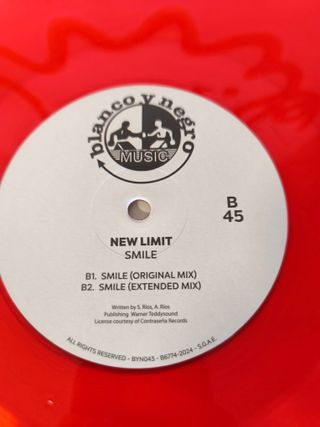 blanco y negro
MUSIC
B
45
NEW LIMIT
SMILE
B1. SMILE (ORIGINAL MIX)
B2. SMILE (EXTENDED MIX)
Written by S. Rios, A. Rios
Publishing Warner Teddysound
License courtesy of Contraseña Records
ALL RIGHTS RESERVED - BYN043 - B6774-2024 - S.G.A.E.